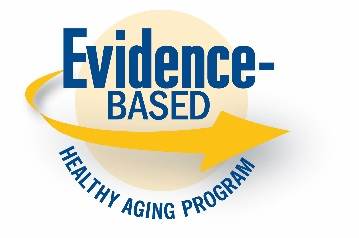 Evidence-
BASED
HEALTHY AGING PROGRAM